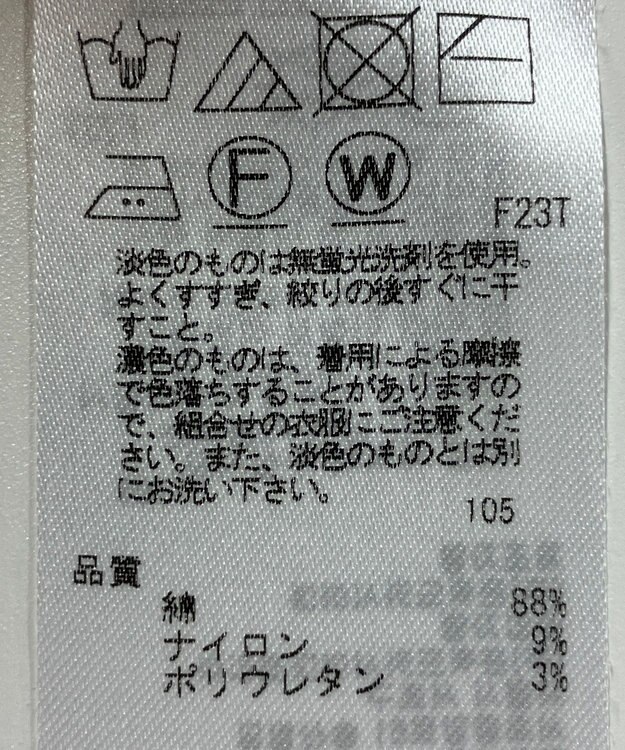 F W
F23T
淡色のものは無蛍光洗剤を使用。
よくすすぎ、絞りの後すぐに干
すこと。
濃色のものは、着用による摩擦
で色落ちすることがありますの
で、組合せの衣服にご注意くだ
さい。また、淡色のものとは別
にお洗い下さい。
105
品質
綿 88%
ナイロン 9%
ポリウレタン 3%